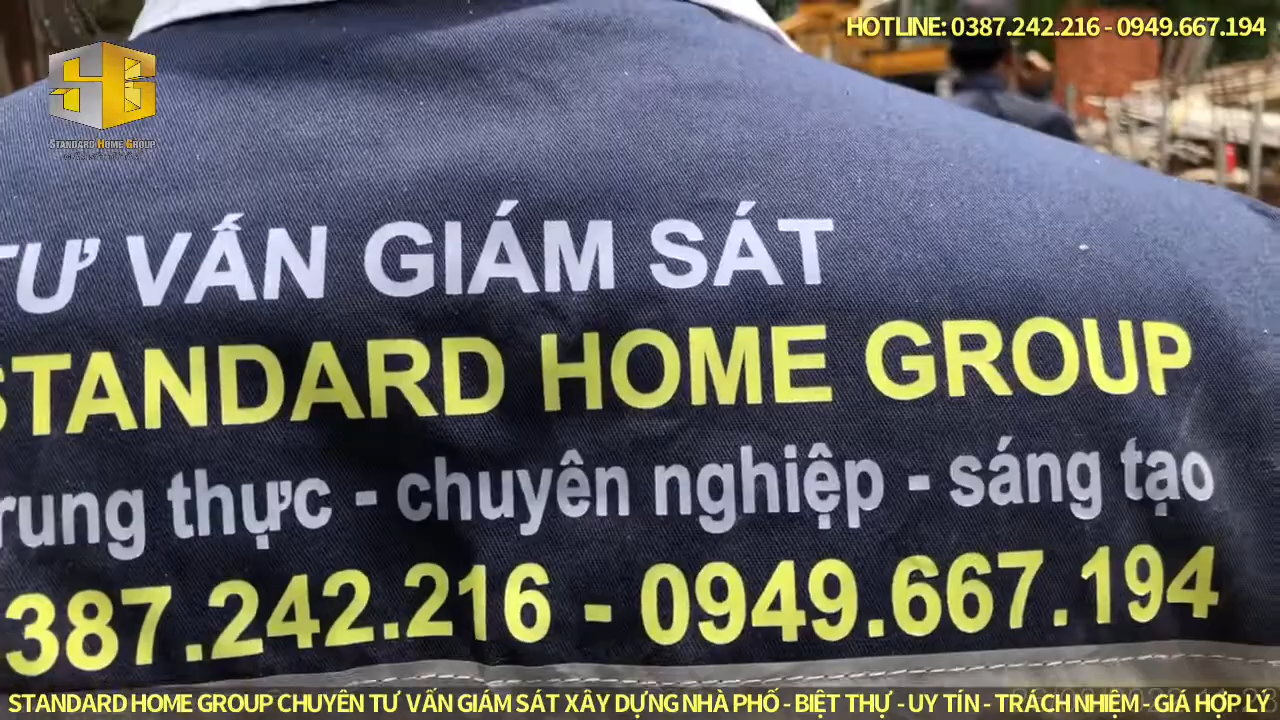 HOTLINE: 0387.242.216 - 0949.667.194
STANDARD HOME GROUP
TƯ VẤN GIÁM SÁT
STANDARD HOME GROUP
rung thực - chuyên nghiệp - sáng tạo
387.242.216 - 0949.667.194
STANDARD HOME GROUP CHUYÊN TƯ VẤN GIÁM SÁT XÂY DỰNG NHÀ PHỐ - BIỆT THỰ - UY TÍN - TRÁCH NHIỆM - GIÁ HỢP LÝ